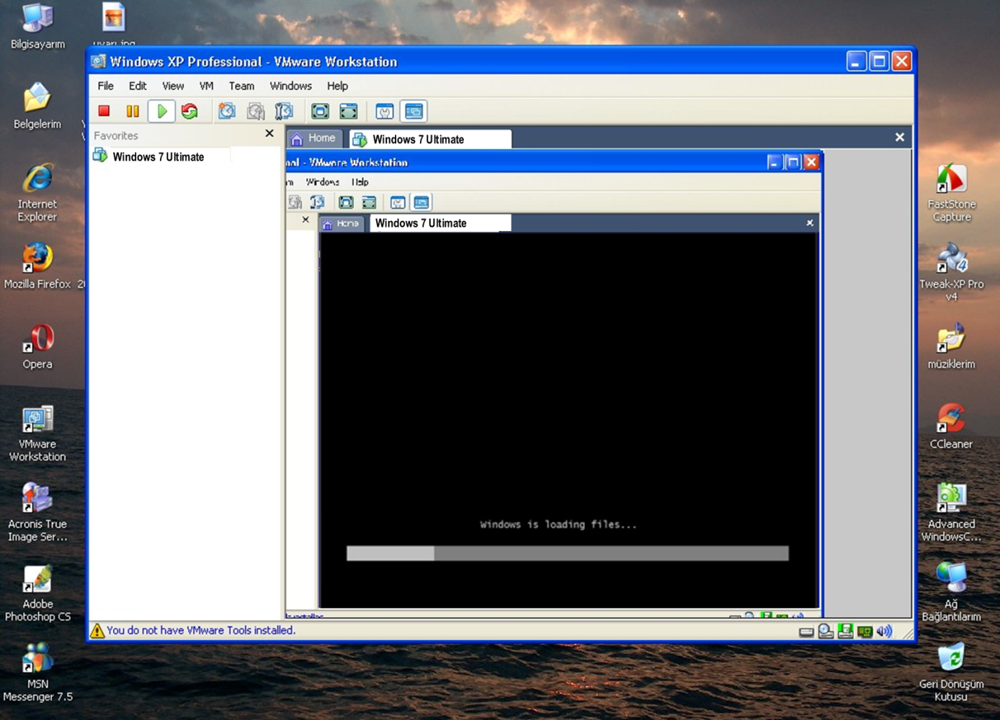 Bilgisayarım
uyarı.jpg
Belgelerim
Internet
Explorer
Mozilla Firefox
Opera
VMware
Workstation
Acronis True
Image Ser...
Adobe
Photoshop CS
MSN
Messenger 7.5
Windows XP Professional - VMware Workstation
File Edit View VM Team Windows Help
Favorites
Windows 7 Ultimate
Home
Windows 7 Ultimate
nal - VMware Workstation
m Windows Help
Home
Windows 7 Ultimate
Windows is loading files...
You do not have VMware Tools installed.
FastStone
Capture
4
Tweak-XP Pro
v4
müziklerim
CCleaner
Advanced
WindowsC...
Ağ
Bağlantılarım
Geri Dönüşüm
Kutusu